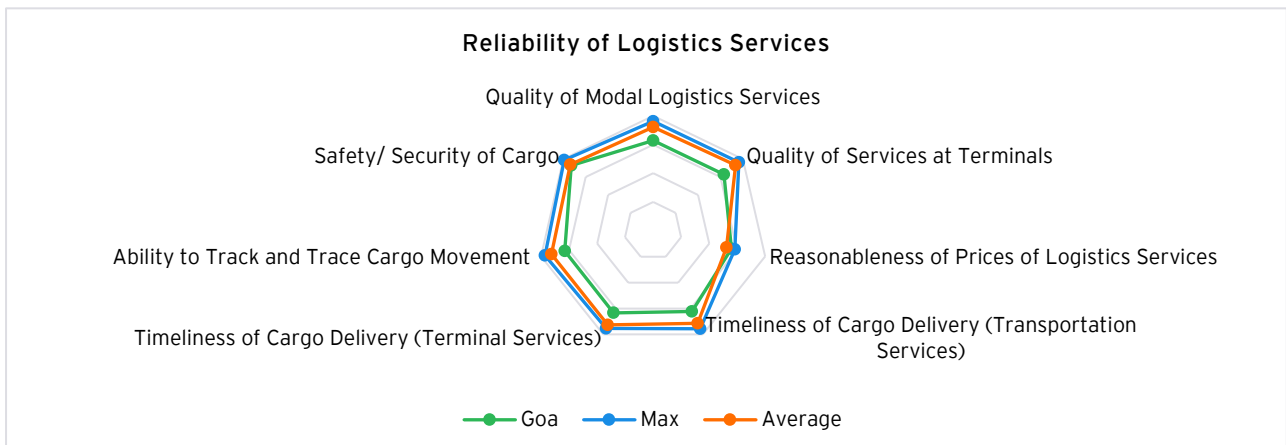 Reliability of Logistics Services
Quality of Modal Logistics Services
Safety/ Security of Cargo
Quality of Services at Terminals
Ability to Track and Trace Cargo Movement
Reasonableness of Prices of Logistics Services
Timeliness of Cargo Delivery (Terminal Services)
Timeliness of Cargo Delivery (Transportation
Services)
Goa
Max
Average